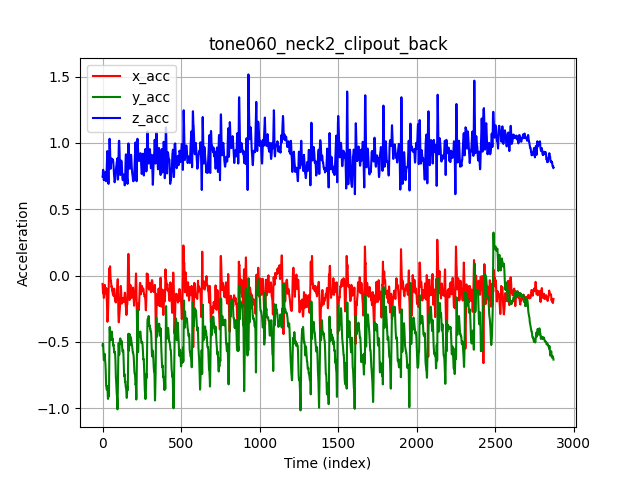 tone060_neck2_clipout_back
x_acc
y_acc
z_acc
Acceleration
1.5
1.0
0.5
0.0
−0.5
−1.0
0 500 1000 1500 2000 2500 3000
Time (index)